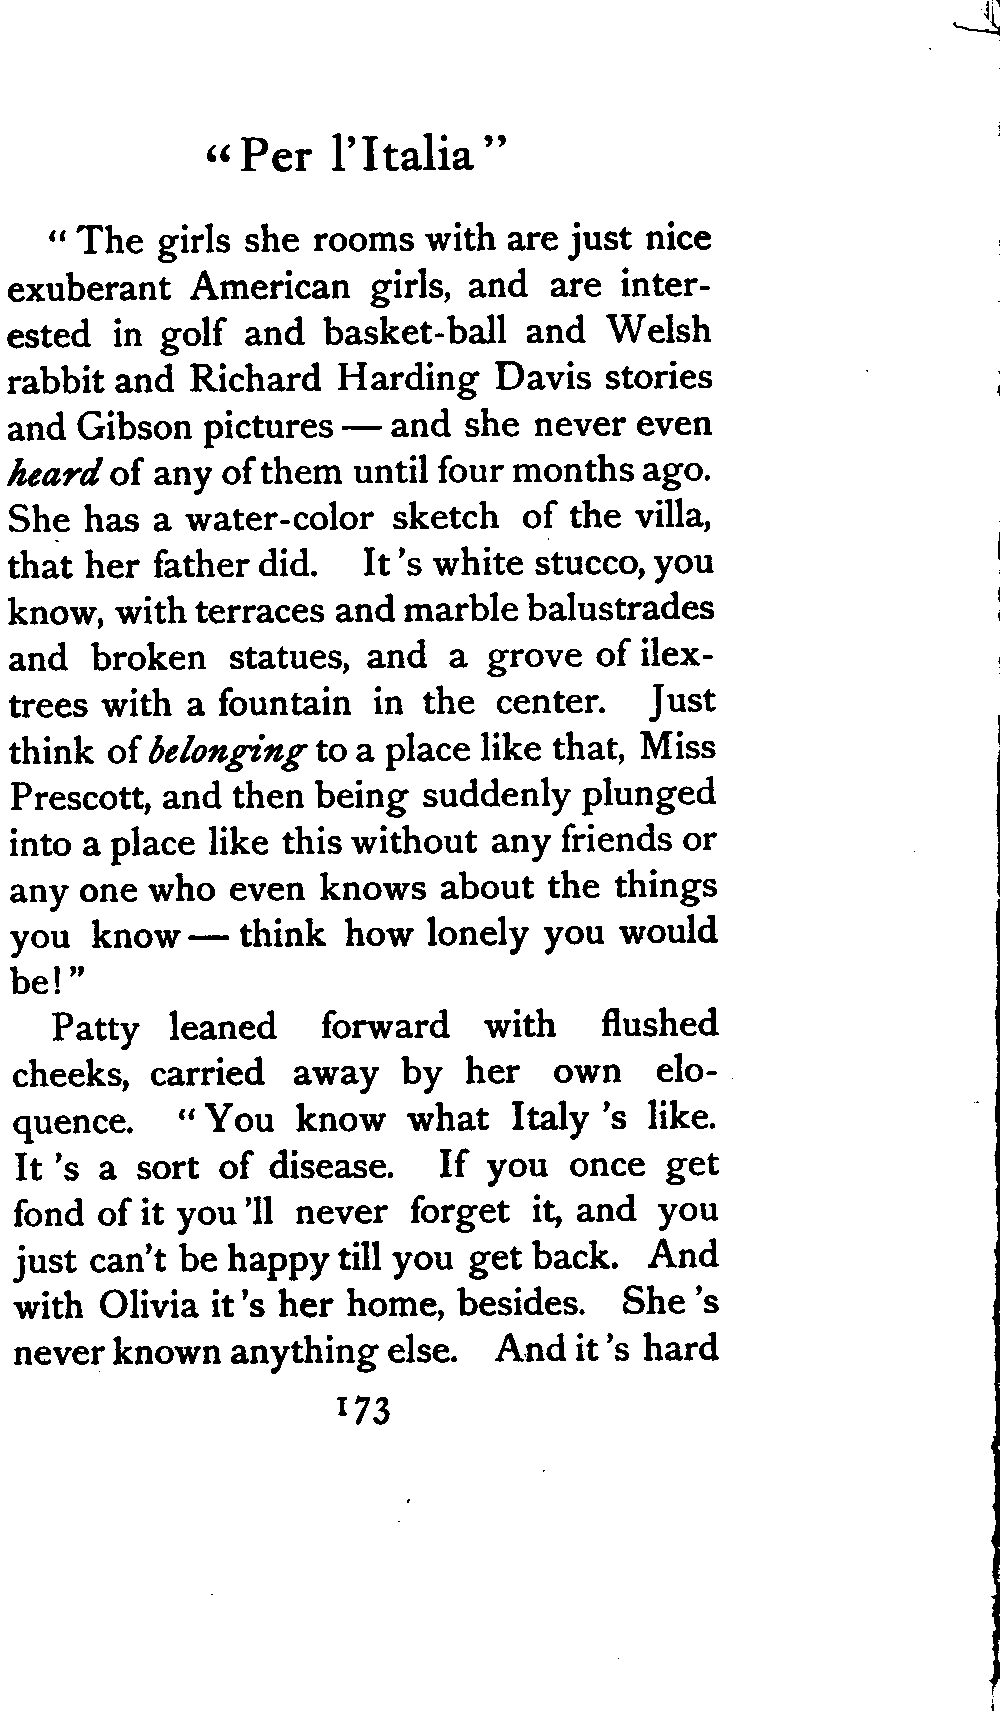 “Per l’Italia”
“ The girls she rooms with are just nice
exuberant American girls, and are inter-
ested in golf and basket-ball and Welsh
rabbit and Richard Harding Davis stories
and Gibson pictures — and she never even
heard of any of them until four months ago.
She has a water-color sketch of the villa,
that her father did. It ’s white stucco, you
know, with terraces and marble balustrades
and broken statues, and a grove of ilex-
trees with a fountain in the center. Just
think of belonging to a place like that, Miss
Prescott, and then being suddenly plunged
into a place like this without any friends or
any one who even knows about the things
you know — think how lonely you would
be! ”
Patty leaned forward with flushed
cheeks, carried away by her own elo-
quence. “ You know what Italy ’s like.
It ’s a sort of disease. If you once get
fond of it you ’ll never forget it, and you
just can’t be happy till you get back. And
with Olivia it ’s her home, besides. She ’s
never known anything else. And it ’s hard
173